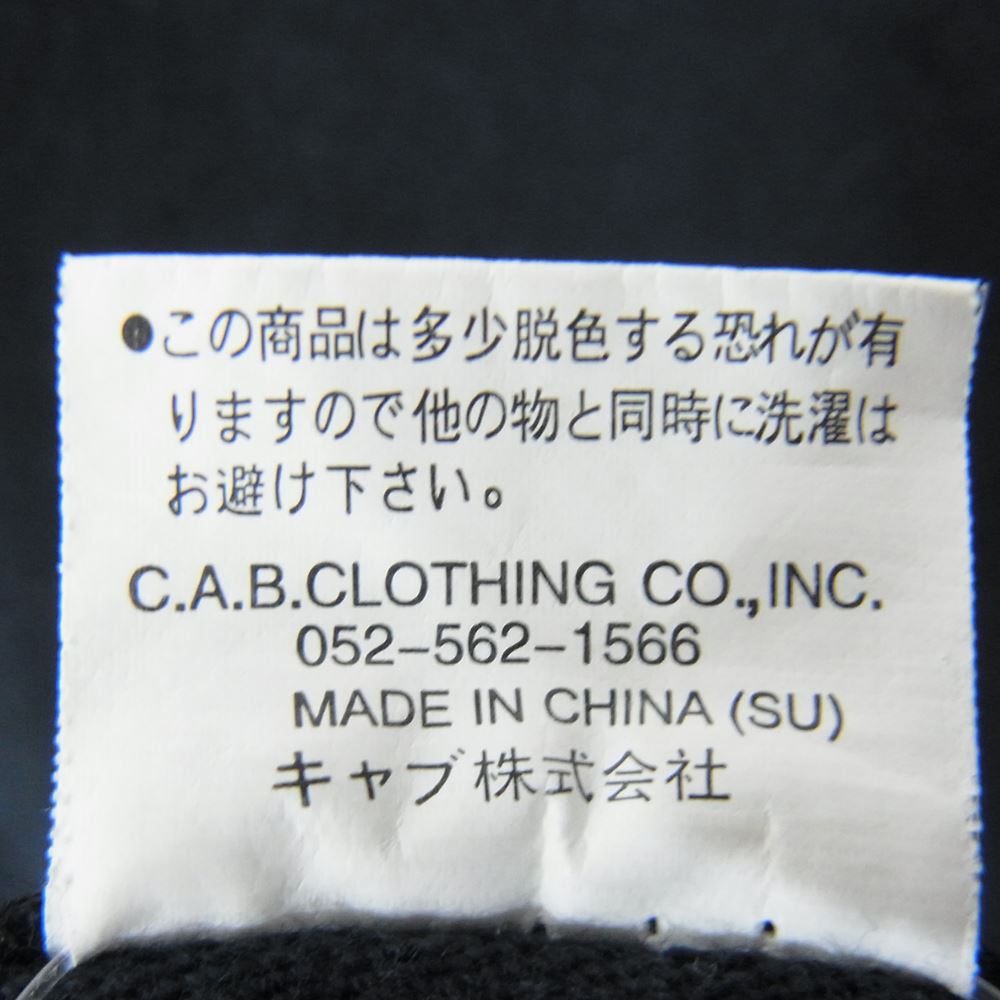 ●この商品は多少脱色する恐れが有
りますので他の物と同時に洗濯は
お避け下さい。
C.A.B.CLOTHING CO.,INC.
052-562-1566
MADE IN CHINA (SU)
キャブ株式会社